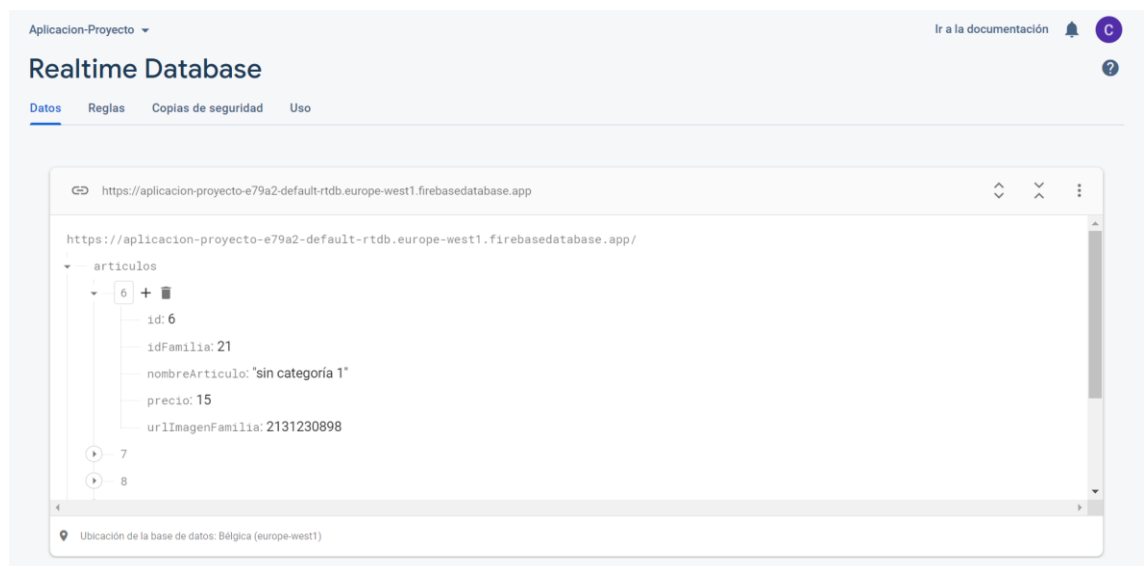 Aplicacion-Proyecto
Ir a la documentación
C
Realtime Database
?
Datos Reglas Copias de seguridad Uso
https://aplicacion-proyecto-e79a2-default-rtdb.europe-west1.firebasedatabase.app
https://aplicacion-proyecto-e79a2-default-rtdb.europe-west1.firebasedatabase.app/
articulos
6
id: 6
idFamilia: 21
nombreArticulo: "sin categoría 1"
precio: 15
urlImagenFamilia: 2131230898
7
8
Ubicación de la base de datos: Bélgica (europe-west1)